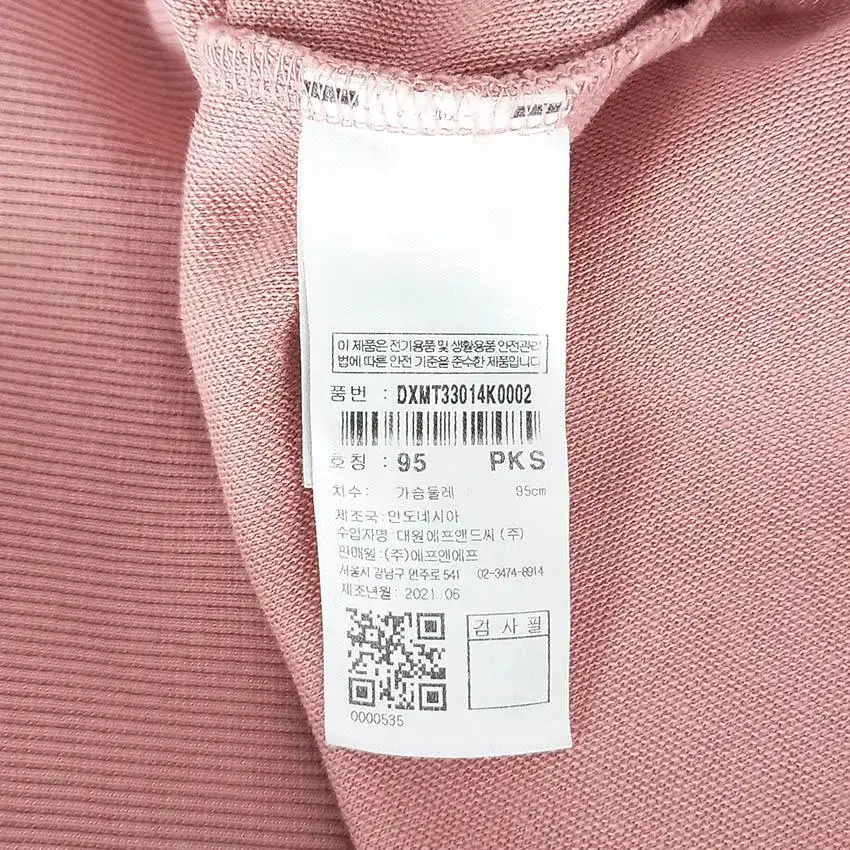 이 제품은 전기용품 및 생활용품 안전관리
법에 따른 안전 기준을 준수한 제품입니다
품번 : DXMT33014K0002
호칭 : 95 PKS
치수 : 가슴둘레 : 95cm
제조국 : 인도네시아
수입자명 : 대원에프앤드씨 (주)
판매원 : (주)에프앤에프
서울시 강남구 언주로 541 02-3474-8914
제조년월 : 2021.06
검사필
0000535